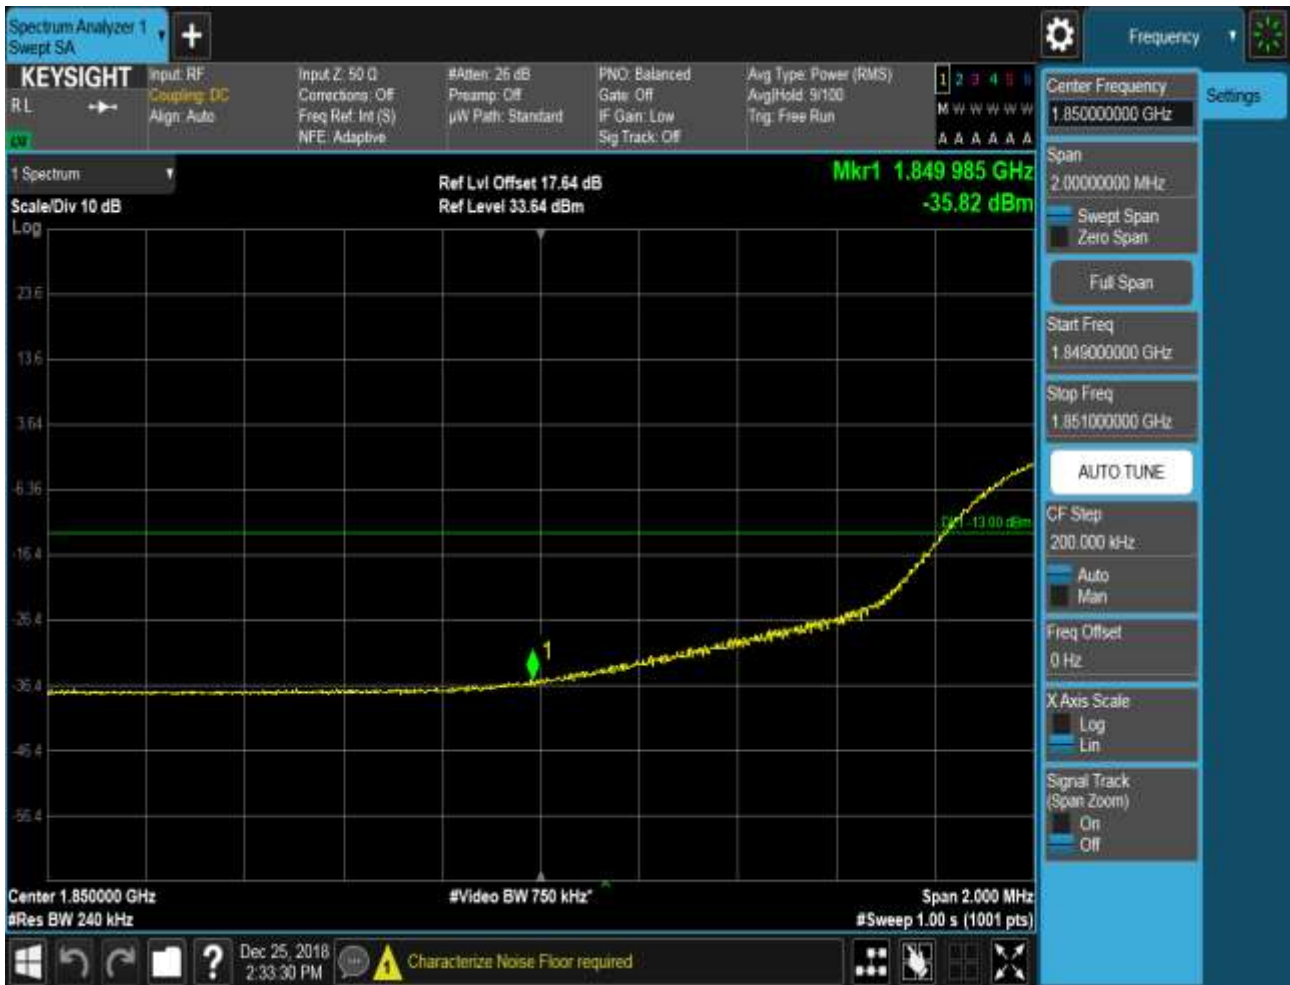 Spectrum Analyzer 1
Swept SA
Frequency
KEYSIGHT
R L
Input: RF
Coupling: DC
Align: Auto
Input Z: 50 Ω
Corrections: Off
Freq Ref: Int (S)
NFE: Adaptive
#Atten: 26 dB
Preamp: Off
µW Path: Standard
PNO: Balanced
Gate: Off
IF Gain: Low
Sig Track: Off
Avg Type: Power (RMS)
Avg|Hold: 9/100
Trig: Free Run
1 2 3 4 5 6
M W W W W W
A A A A A A
1 Spectrum
Scale/Div 10 dB
Log
Ref Lvl Offset 17.64 dB
Ref Level 33.64 dBm
Mkr1 1.849 985 GHz
-35.82 dBm
23.6
13.6
3.64
-6.36
-16.4
-26.4
-36.4
-46.4
-56.4
DL1 -13.00 dBm
1
Center 1.850000 GHz
#Video BW 750 kHz*
Span 2.000 MHz
#Res BW 240 kHz
#Sweep 1.00 s (1001 pts)
Dec 25, 2018
2:33:30 PM
Characterize Noise Floor required
Center Frequency
1.850000000 GHz
Settings
Span
2.00000000 MHz
Swept Span
Zero Span
Full Span
Start Freq
1.849000000 GHz
Stop Freq
1.851000000 GHz
AUTO TUNE
CF Step
200.000 kHz
Auto
Man
Freq Offset
0 Hz
X Axis Scale
Log
Lin
Signal Track
(Span Zoom)
On
Off